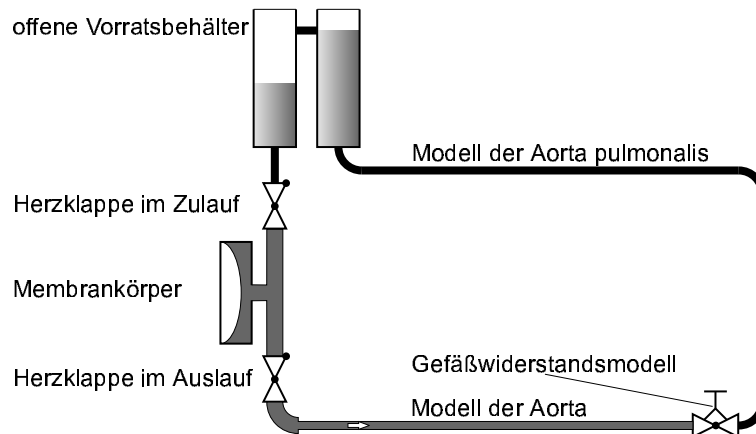 offene Vorratsbehälter
Modell der Aorta pulmonalis
Herzklappe im Zulauf
Membrankörper
Gefäßwiderstandsmodell
Herzklappe im Auslauf
Modell der Aorta